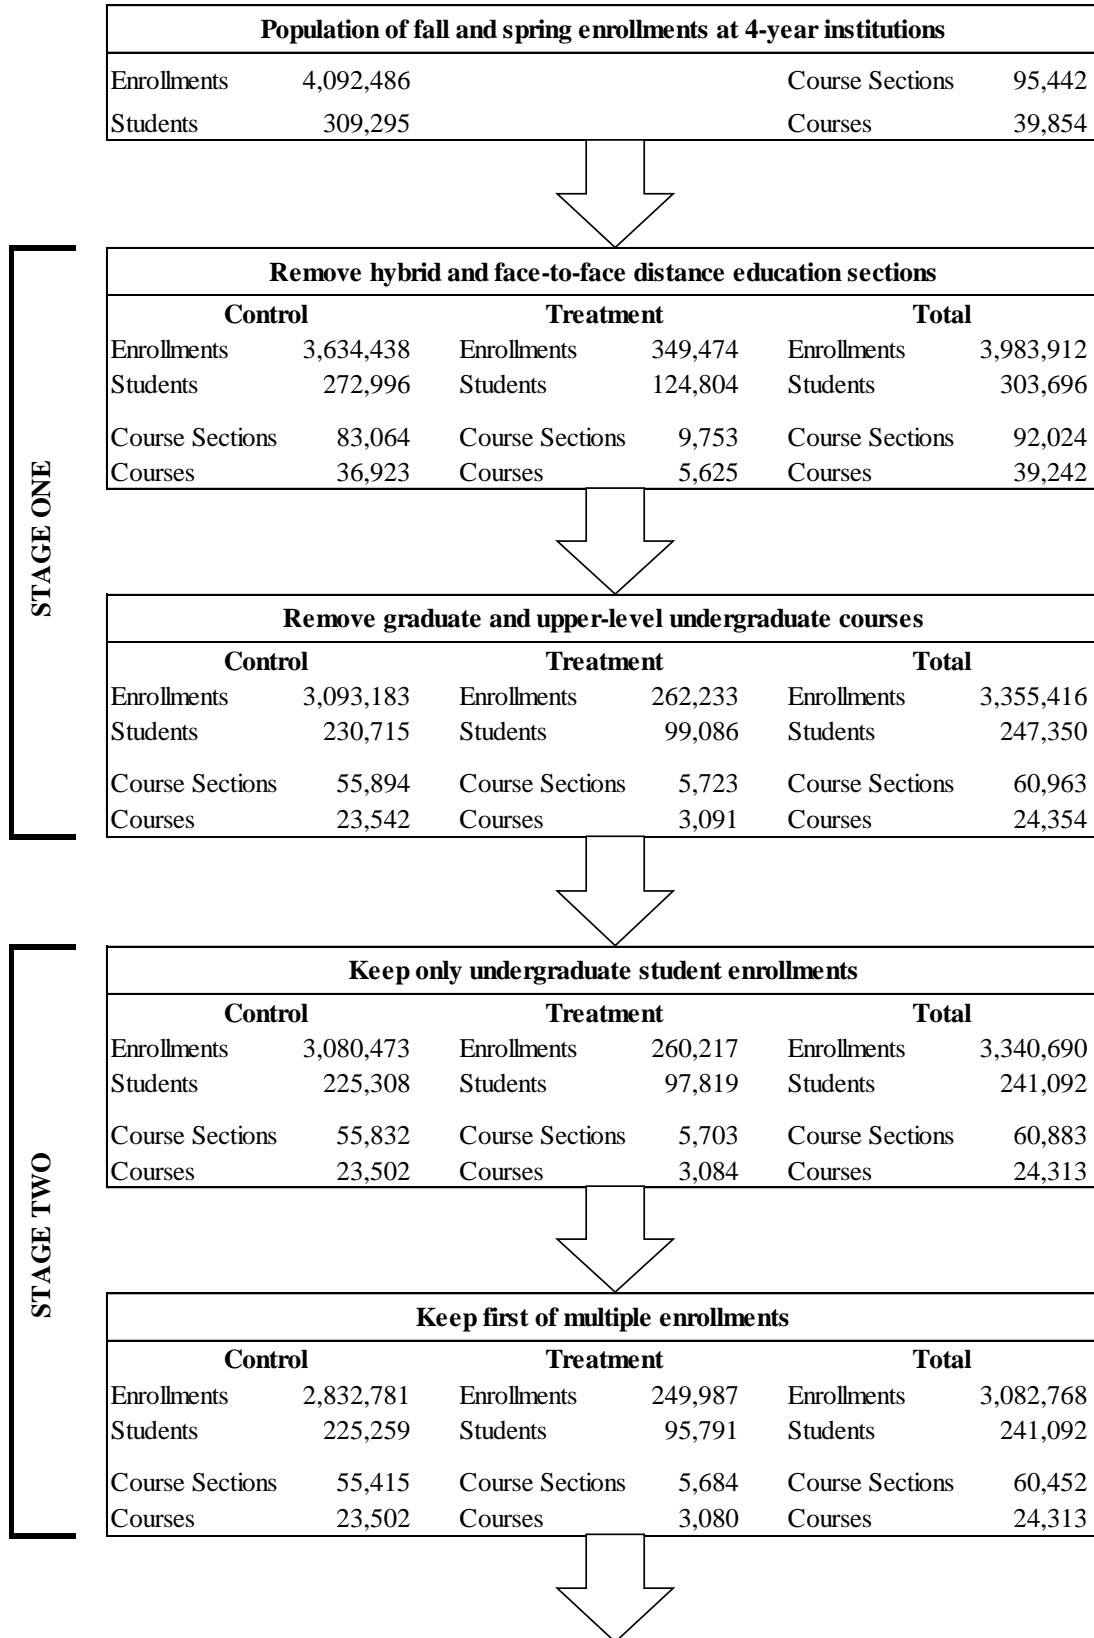 Population of fall and spring enrollments at 4-year institutions
Enrollments 4,092,486 Course Sections 95,442
Students 309,295 Courses 39,854
STAGE ONE
Remove hybrid and face-to-face distance education sections
Control Treatment Total
Enrollments 3,634,438 Enrollments 349,474 Enrollments 3,983,912
Students 272,996 Students 124,804 Students 303,696
Course Sections 83,064 Course Sections 9,753 Course Sections 92,024
Courses 36,923 Courses 5,625 Courses 39,242
Remove graduate and upper-level undergraduate courses
Control Treatment Total
Enrollments 3,093,183 Enrollments 262,233 Enrollments 3,355,416
Students 230,715 Students 99,086 Students 247,350
Course Sections 55,894 Course Sections 5,723 Course Sections 60,963
Courses 23,542 Courses 3,091 Courses 24,354
STAGE TWO
Keep only undergraduate student enrollments
Control Treatment Total
Enrollments 3,080,473 Enrollments 260,217 Enrollments 3,340,690
Students 225,308 Students 97,819 Students 241,092
Course Sections 55,832 Course Sections 5,703 Course Sections 60,883
Courses 23,502 Courses 3,084 Courses 24,313
Keep first of multiple enrollments
Control Treatment Total
Enrollments 2,832,781 Enrollments 249,987 Enrollments 3,082,768
Students 225,259 Students 95,791 Students 241,092
Course Sections 55,415 Course Sections 5,684 Course Sections 60,452
Courses 23,502 Courses 3,080 Courses 24,313